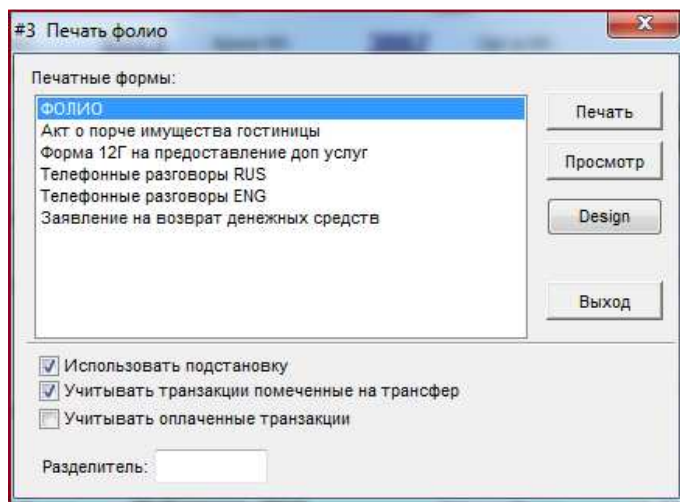 #3 Печать фолио
Печатные формы:
ФОЛИО
Акт о порче имущества гостиницы
Форма 12Г на предоставление доп услуг
Телефонные разговоры RUS
Телефонные разговоры ENG
Заявление на возврат денежных средств
Печать
Просмотр
Design
Выход
Использовать подстановку
Учитывать транзакции помеченные на трансфер
Учитывать оплаченные транзакции
Разделитель: